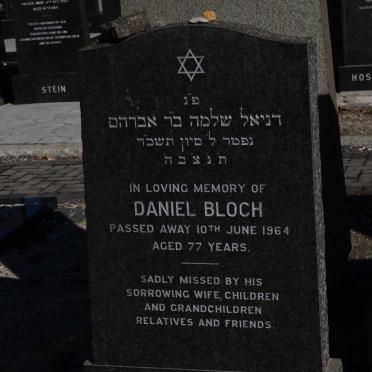 פ״נ
דניאל שלמה ב״ר אברהם
נפטר ל׳ סיון תשכ״ד
ת נ צ ב ה
IN LOVING MEMORY OF
DANIEL BLOCH
PASSED AWAY 10TH JUNE 1964
AGED 77 YEARS.
SADLY MISSED BY HIS
SORROWING WIFE, CHILDREN
AND GRANDCHILDREN
RELATIVES AND FRIENDS.
STEIN